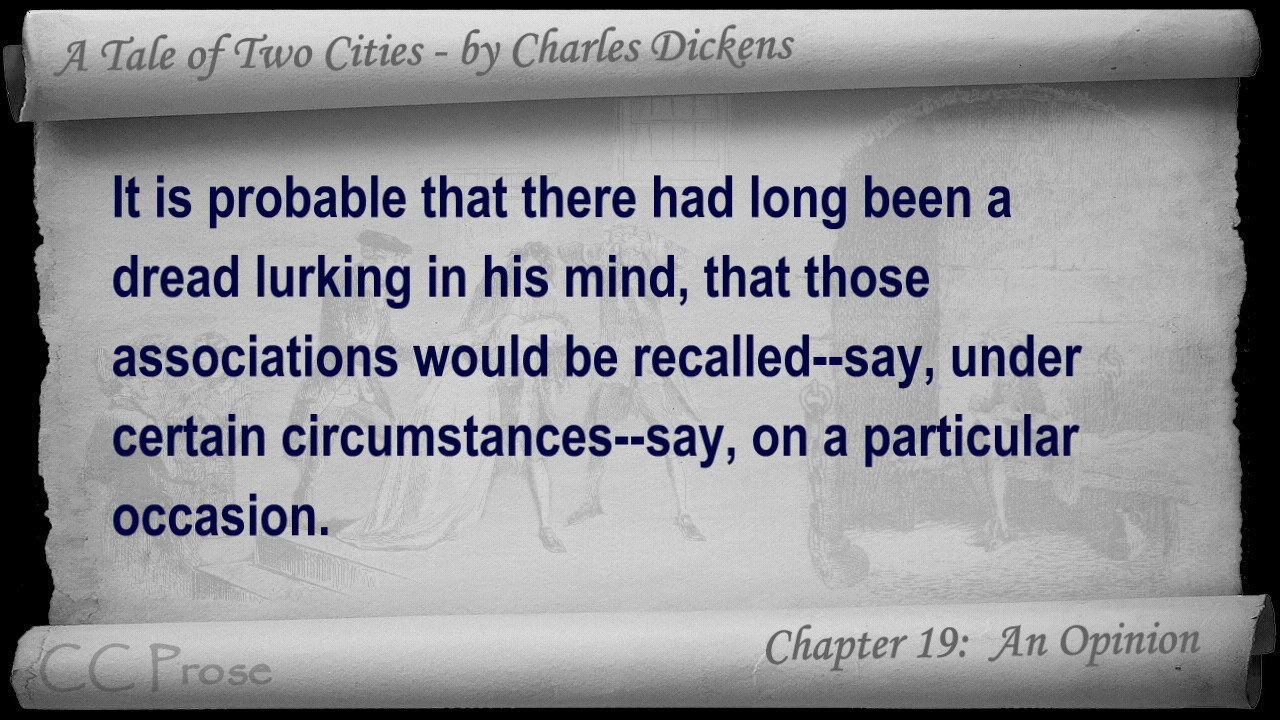 A Tale of Two Cities - by Charles Dickens
It is probable that there had long been a
dread lurking in his mind, that those
associations would be recalled--say, under
certain circumstances--say, on a particular
occasion.
Chapter 19: An Opinion
CC Prose